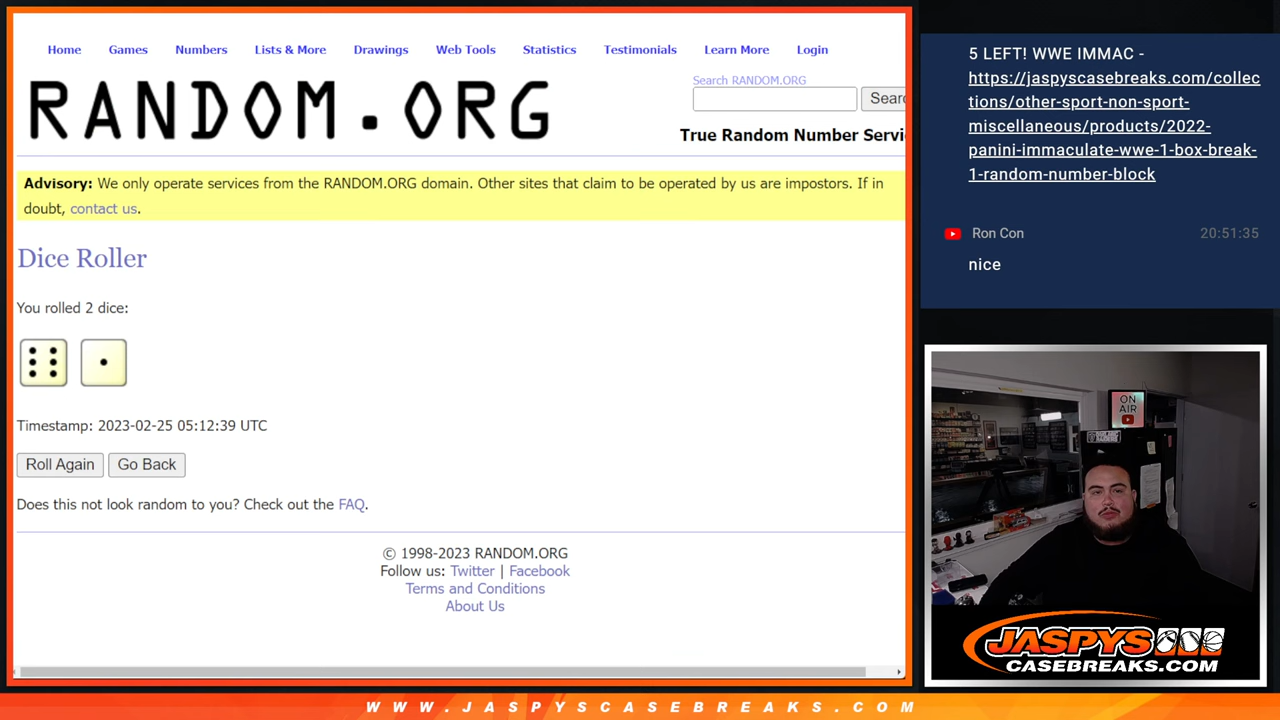 Home Games Numbers Lists & More Drawings Web Tools Statistics Testimonials Learn More Login
RANDOM.ORG
Search RANDOM.ORG
Searc
True Random Number Servi
Advisory: We only operate services from the RANDOM.ORG domain. Other sites that claim to be operated by us are impostors. If in
doubt, contact us.
Dice Roller
You rolled 2 dice:
Timestamp: 2023-02-25 05:12:39 UTC
Roll Again Go Back
Does this not look random to you? Check out the FAQ.
© 1998-2023 RANDOM.ORG
Follow us: Twitter | Facebook
Terms and Conditions
About Us
5 LEFT! WWE IMMAC -
https://jaspyscasebreaks.com/collec
tions/other-sport-non-sport-
miscellaneous/products/2022-
panini-immaculate-wwe-1-box-break-
1-random-number-block
Ron Con 20:51:35
nice
ON
AIR
JASPYS
CASEBREAKS.COM
WWW.JASPYSCASEBREAKS.COM